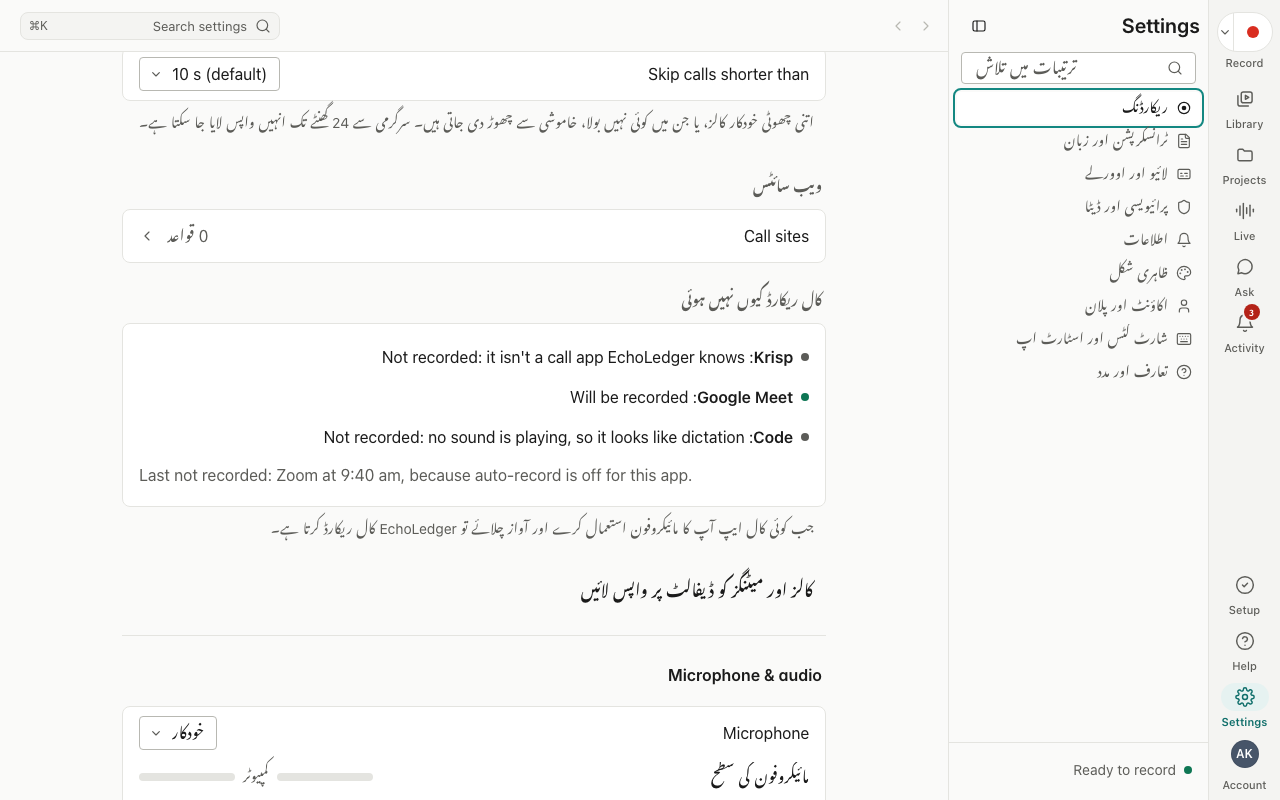 ⌘K
Search settings
Settings
Record
ترتیبات میں تلاش
ریکارڈنگ
ٹرانسکرپشن اور زبان
لائیو اور اوورلے
پرائیویسی اور ڈیٹا
اطلاعات
ظاہری شکل
اکاؤنٹ اور پلان
شارٹ کٹس اور اسٹارٹ اپ
تعارف اور مدد
Ready to record
Library
Projects
Live
Ask
3
Activity
Setup
Help
Settings
AK
Account
Skip calls shorter than
10 s (default)
اتنی چھوٹی خودکار کالز، یا جن میں کوئی نہیں بولا، خاموشی سے چھوڑ دی جاتی ہیں۔ سرگرمی سے 24 گھنٹے تک انہیں واپس لایا جا سکتا ہے۔
ویب سائٹس
Call sites
0 قواعد
کال ریکارڈ کیوں نہیں ہوئی
Krisp: Not recorded: it isn't a call app EchoLedger knows
Google Meet: Will be recorded
Code: Not recorded: no sound is playing, so it looks like dictation
Last not recorded: Zoom at 9:40 am, because auto-record is off for this app.
جب کوئی کال ایپ آپ کا مائیکروفون استعمال کرے اور آواز چلائے تو EchoLedger کال ریکارڈ کرتا ہے۔
کالز اور میٹنگز کو ڈیفالٹ پر واپس لائیں
Microphone & audio
Microphone
خودکار
مائیکروفون کی سطح
کمپیوٹر